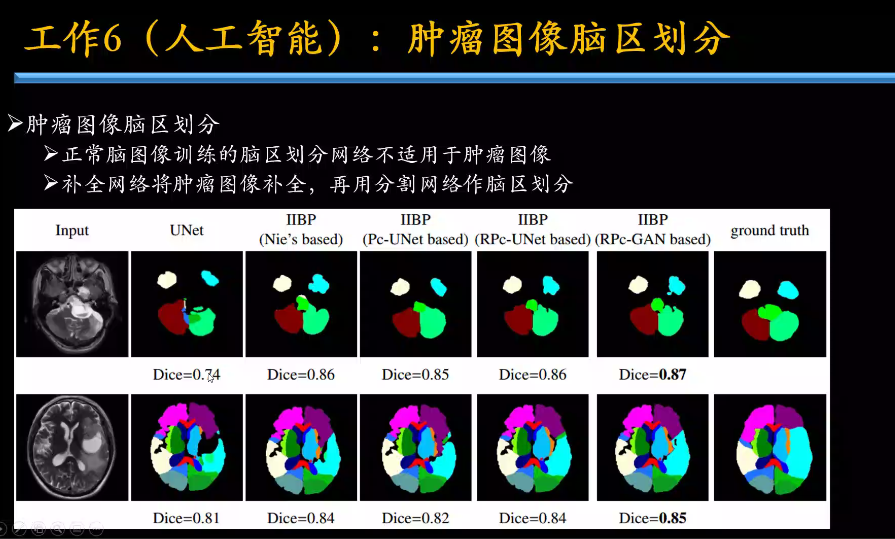 工作6（人工智能）：肿瘤图像脑区划分
➢肿瘤图像脑区划分
➢正常脑图像训练的脑区划分网络不适用于肿瘤图像
➢补全网络将肿瘤图像补全，再用分割网络作脑区划分
Input UNet IIBP (Nie's based) IIBP (Pc-UNet based) IIBP (RPc-UNet based) IIBP (RPc-GAN based) ground truth
Dice=0.74 Dice=0.86 Dice=0.85 Dice=0.86 Dice=0.87
Dice=0.81 Dice=0.84 Dice=0.82 Dice=0.84 Dice=0.85